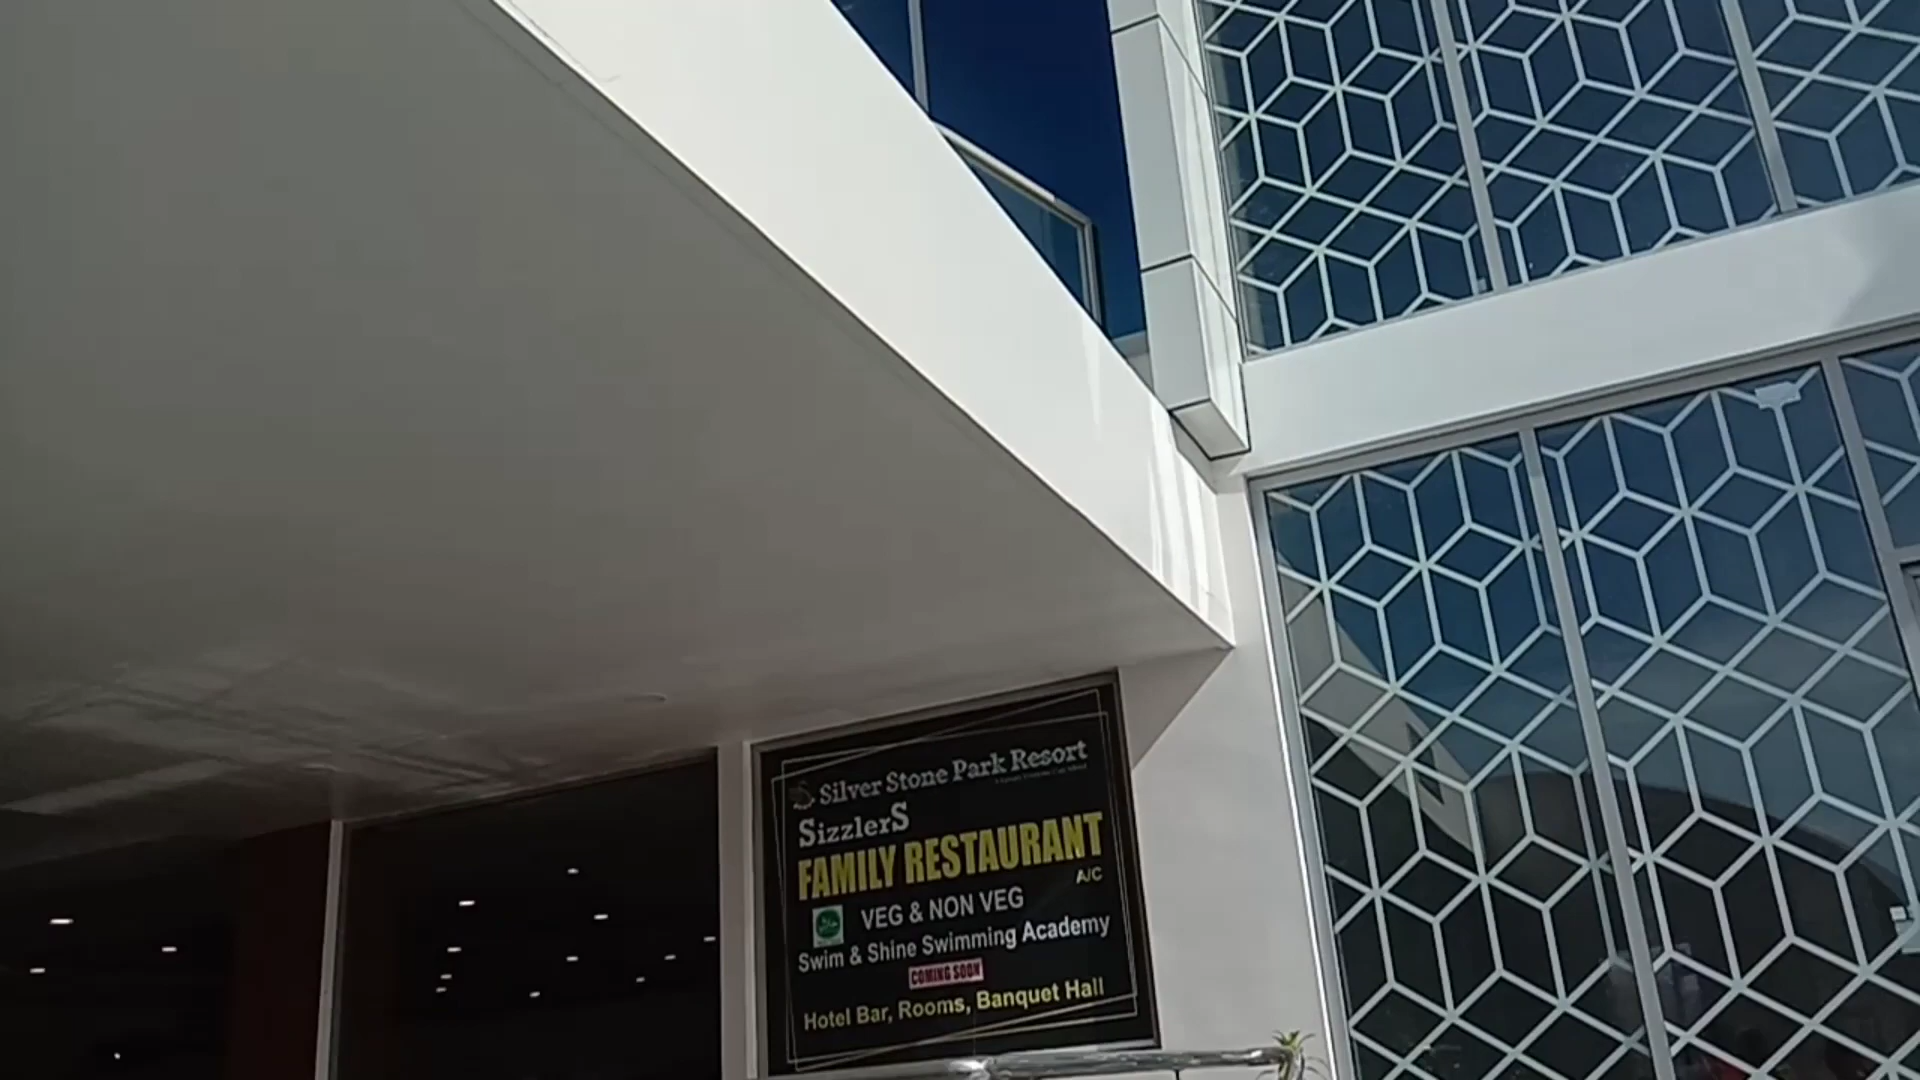 Silver Stone Park Resort
SizzlerS
FAMILY RESTAURANT
A/C
VEG & NON VEG
Swim & Shine Swimming Academy
COMING SOON
Hotel Bar, Rooms, Banquet Hall